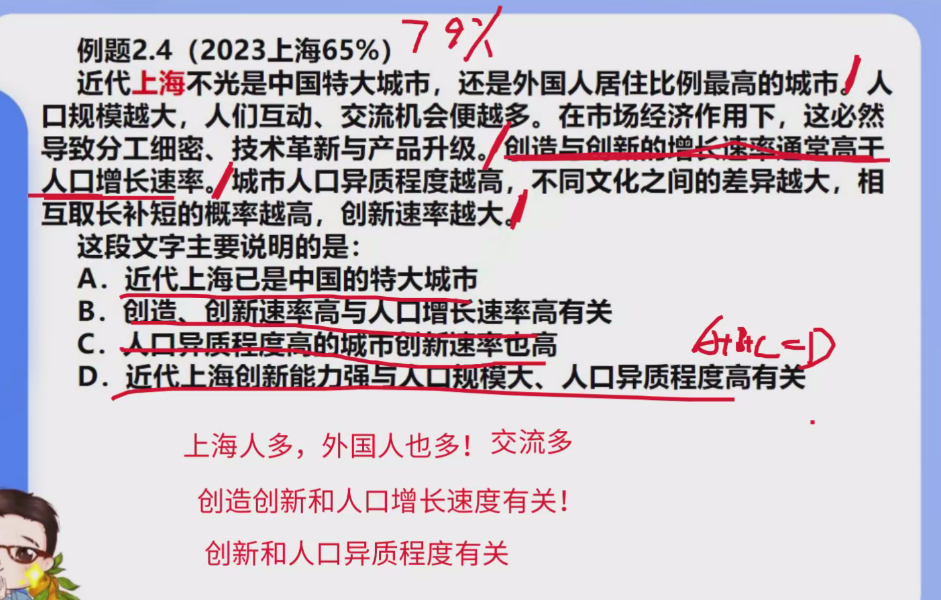 例题2.4（2023上海65%）
79%
近代上海不光是中国特大城市，还是外国人居住比例最高的城市。人
口规模越大，人们互动、交流机会便越多。在市场经济作用下，这必然
导致分工细密、技术革新与产品升级。创造与创新的增长速率通常高于
人口增长速率。城市人口异质程度越高，不同文化之间的差异越大，相
互取长补短的概率越高，创新速率越大。
这段文字主要说明的是：
A．近代上海已是中国的特大城市
B．创造、创新速率高与人口增长速率高有关
C．人口异质程度高的城市创新速率也高
A+B+C=D
D．近代上海创新能力强与人口规模大、人口异质程度高有关
上海人多，外国人也多！交流多
创造创新和人口增长速度有关！
创新和人口异质程度有关